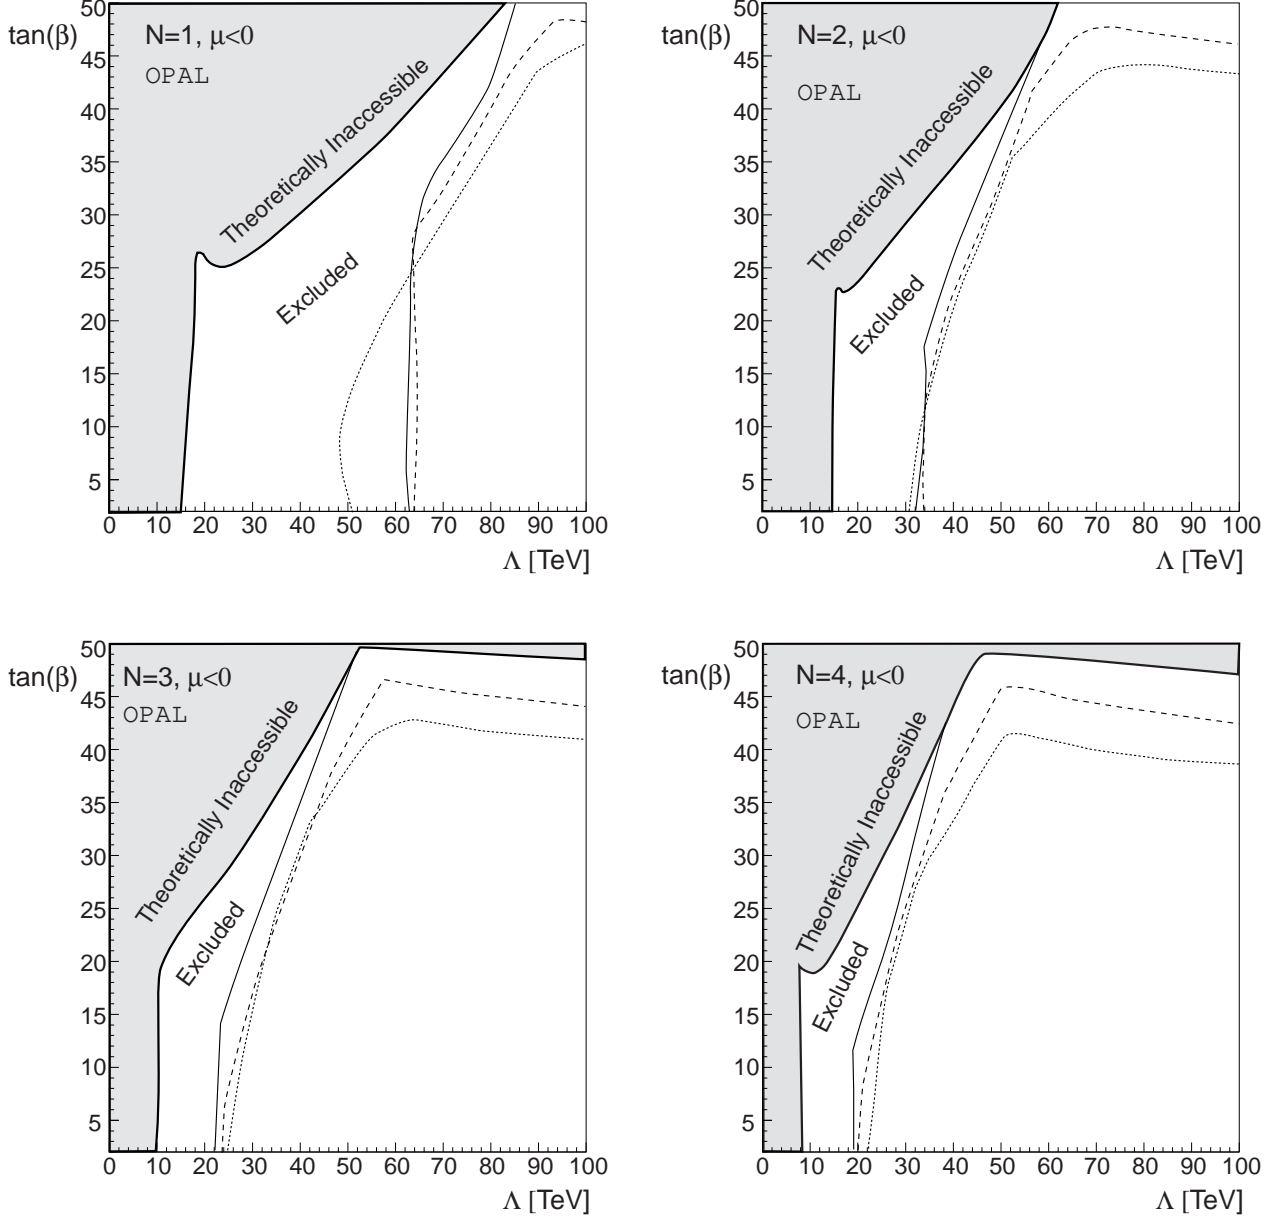 50
tan(β)
N=1, μ<0
45
OPAL
40
35
Theoretically Inaccessible
30
25
Excluded
20
15
10
5
0 10 20 30 40 50 60 70 80 90 100
Λ [TeV]
50
tan(β)
N=2, μ<0
45
OPAL
40
35
Theoretically Inaccessible
30
25
Excluded
20
15
10
5
0 10 20 30 40 50 60 70 80 90 100
Λ [TeV]
50
tan(β)
N=3, μ<0
45
OPAL
40
35
Theoretically Inaccessible
30
25
Excluded
20
15
10
5
0 10 20 30 40 50 60 70 80 90 100
Λ [TeV]
50
tan(β)
N=4, μ<0
45
OPAL
40
35
Theoretically Inaccessible
30
25
20
Excluded
15
10
5
0 10 20 30 40 50 60 70 80 90 100
Λ [TeV]